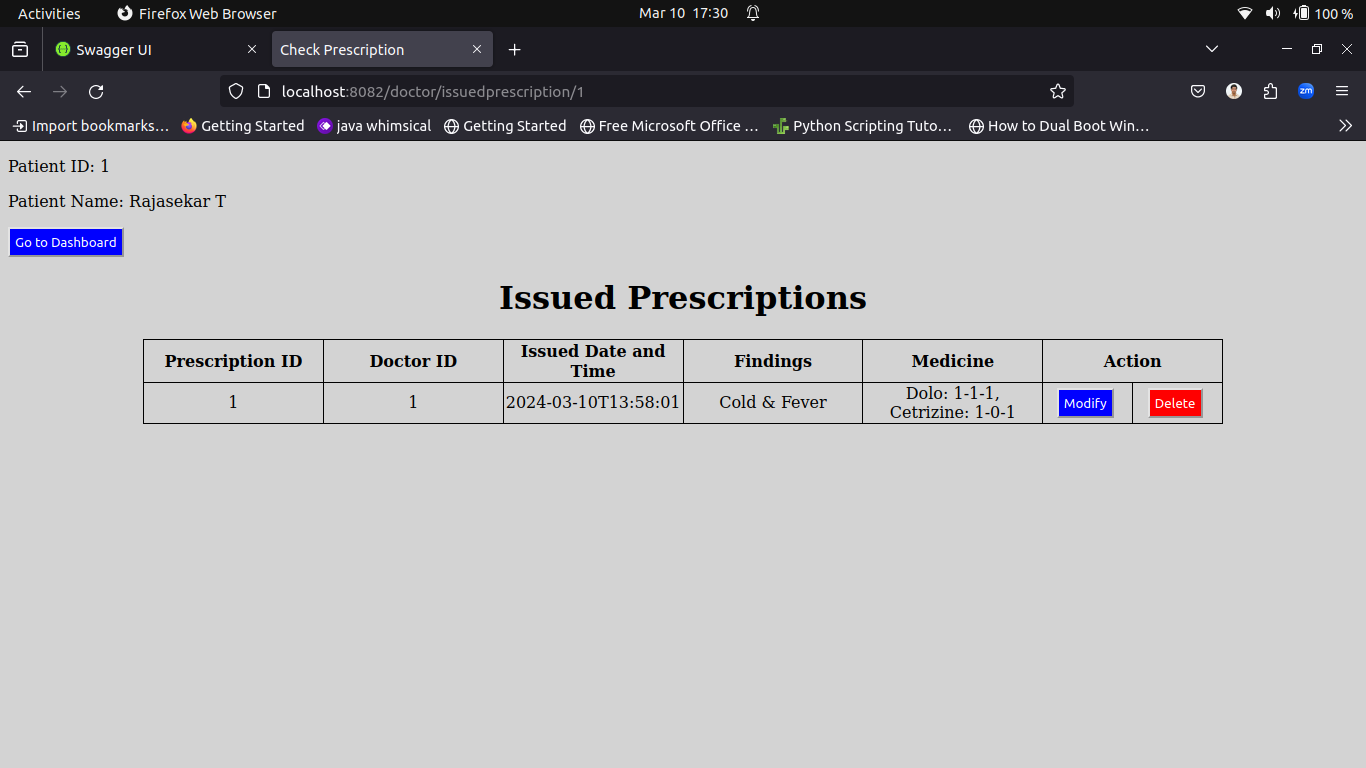 Activities Firefox Web Browser Mar 10 17:30 100 %
Swagger UI Check Prescription
localhost:8082/doctor/issuedprescription/1 zm
Import bookmarks... Getting Started java whimsical Getting Started Free Microsoft Office ... Python Scripting Tuto... How to Dual Boot Win...
Patient ID: 1
Patient Name: Rajasekar T
Go to Dashboard
Issued Prescriptions
Prescription ID Doctor ID Issued Date and Time Findings Medicine Action
1 1 2024-03-10T13:58:01 Cold & Fever Dolo: 1-1-1, Cetrizine: 1-0-1 Modify Delete